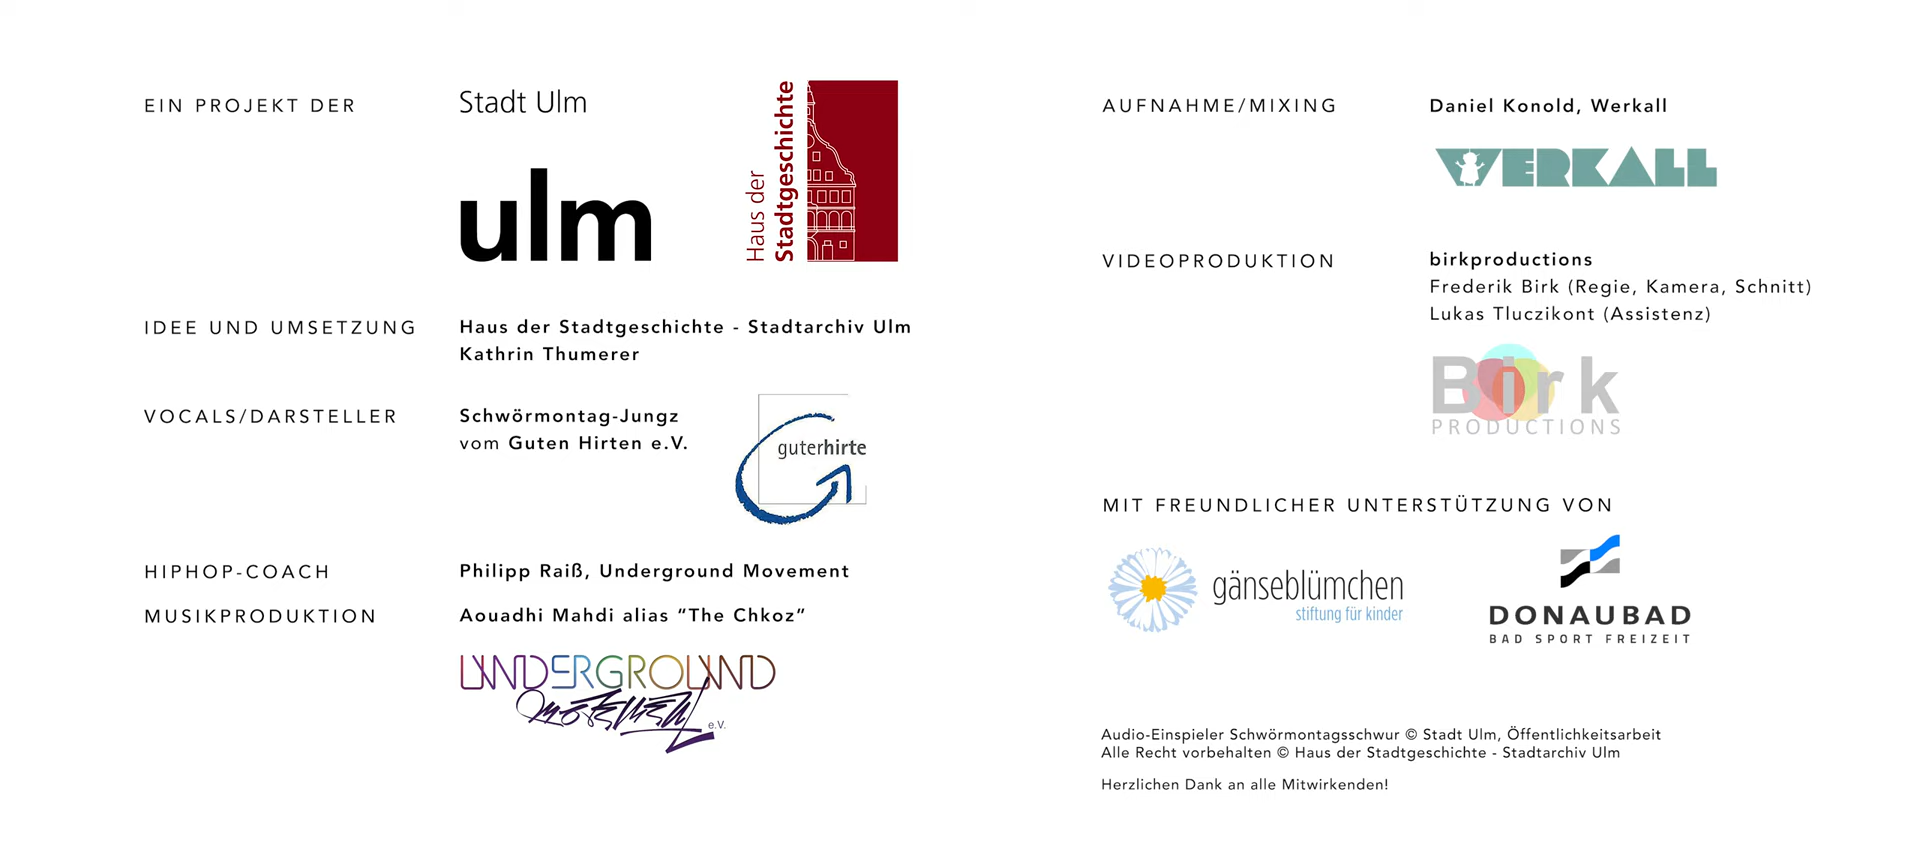 EIN PROJEKT DER
Stadt Ulm
ulm
Haus der
Stadtgeschichte
IDEE UND UMSETZUNG
Haus der Stadtgeschichte - Stadtarchiv Ulm
Kathrin Thumerer
VOCALS/DARSTELLER
Schwörmontag-Jungz
vom Guten Hirten e.V.
guterhirte
HIPHOP-COACH
Philipp Raiß, Underground Movement
MUSIKPRODUKTION
Aouadhi Mahdi alias “The Chkoz”
UNDERGROUND
MOVEMENT
e.V.
AUFNAHME/MIXING
Daniel Konold, Werkall
WERKALL
VIDEOPRODUKTION
birkproductions
Frederik Birk (Regie, Kamera, Schnitt)
Lukas Tluczikont (Assistenz)
Birk
PRODUCTIONS
MIT FREUNDLICHER UNTERSTÜTZUNG VON
gänseblümchen
stiftung für kinder
DONAUBAD
BAD SPORT FREIZEIT
Audio-Einspieler Schwörmontagsschwur © Stadt Ulm, Öffentlichkeitsarbeit
Alle Recht vorbehalten © Haus der Stadtgeschichte - Stadtarchiv Ulm
Herzlichen Dank an alle Mitwirkenden!